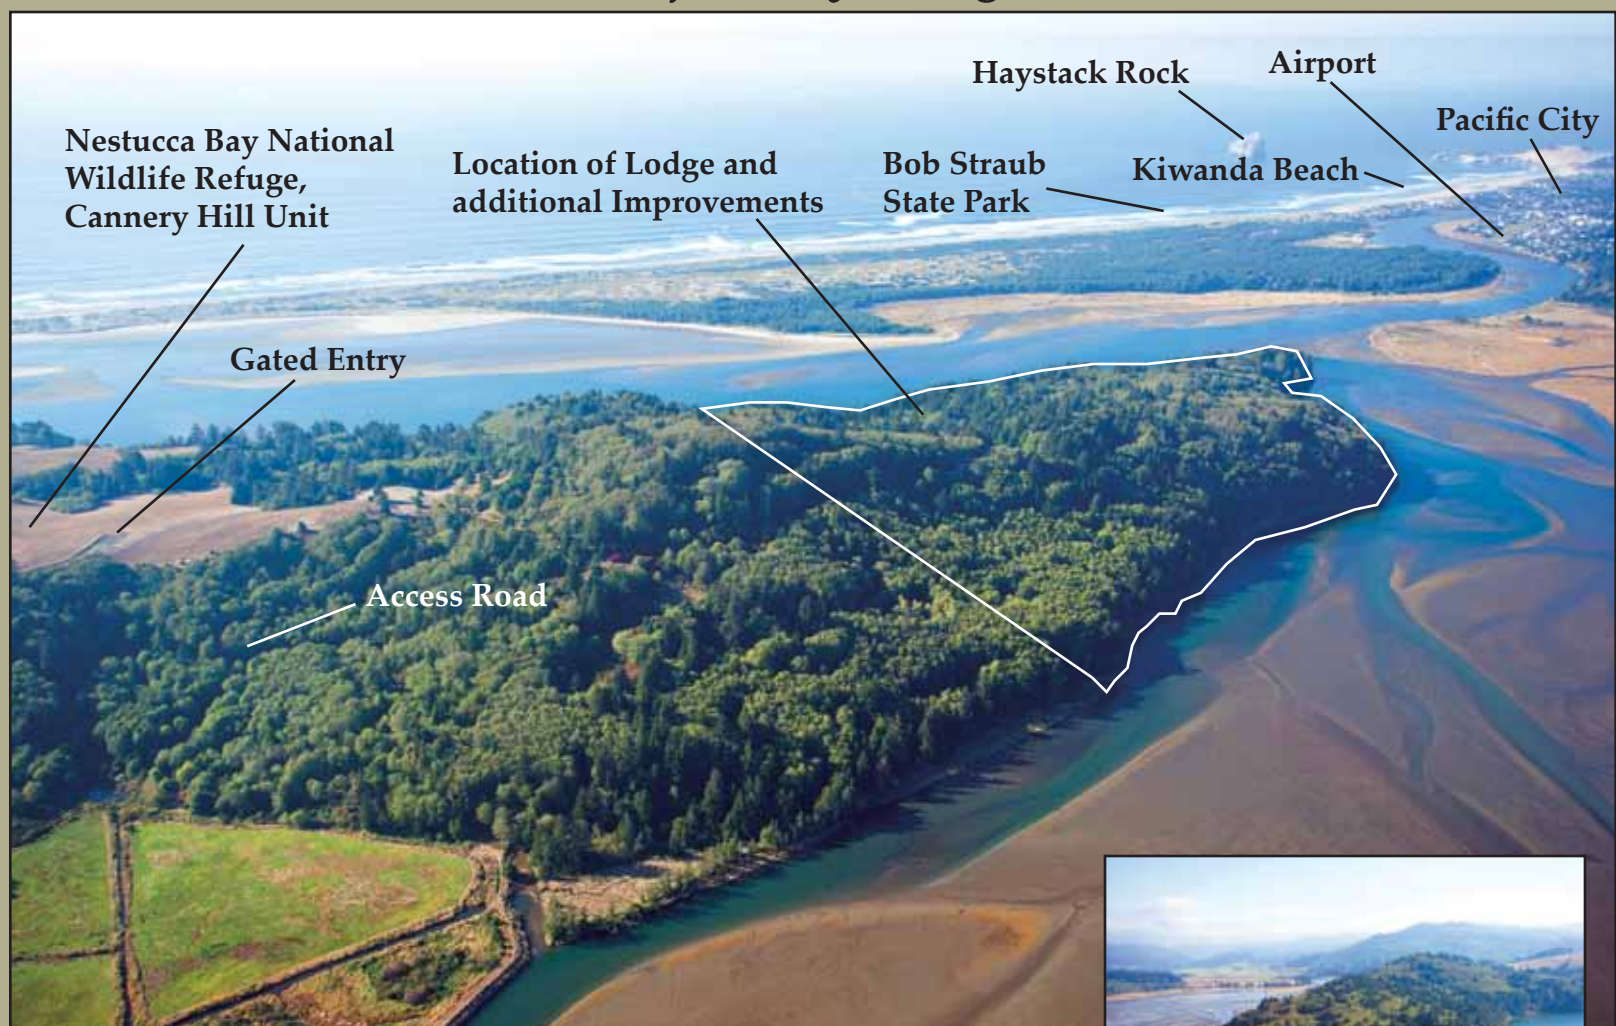 Haystack Rock
Airport
Pacific City
Nestucca Bay National
Wildlife Refuge,
Cannery Hill Unit
Location of Lodge and
additional Improvements
Bob Straub
State Park
Kiwanda Beach
Gated Entry
Access Road